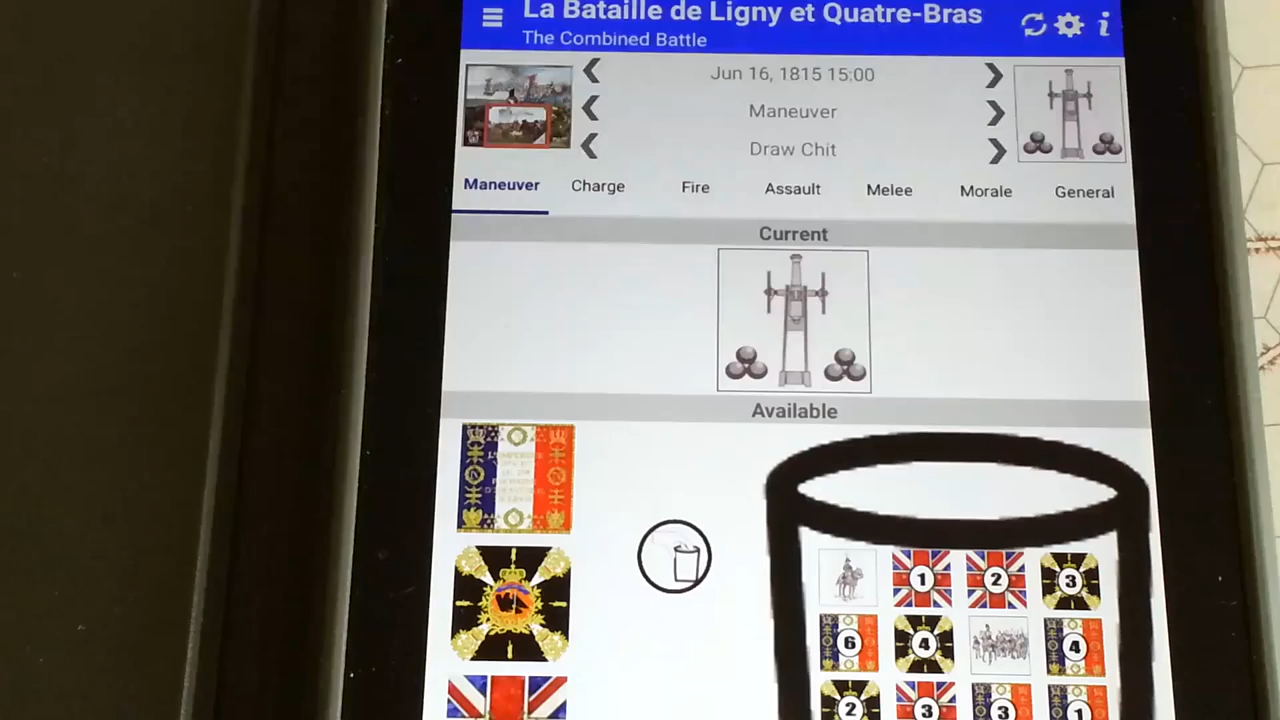 La Bataille de Ligny et Quatre-Bras
The Combined Battle
Jun 16, 1815 15:00
Maneuver
Draw Chit
Maneuver Charge Fire Assault Melee Morale General
Current
Available
1 2 3
6 4 4
2 3 3 1